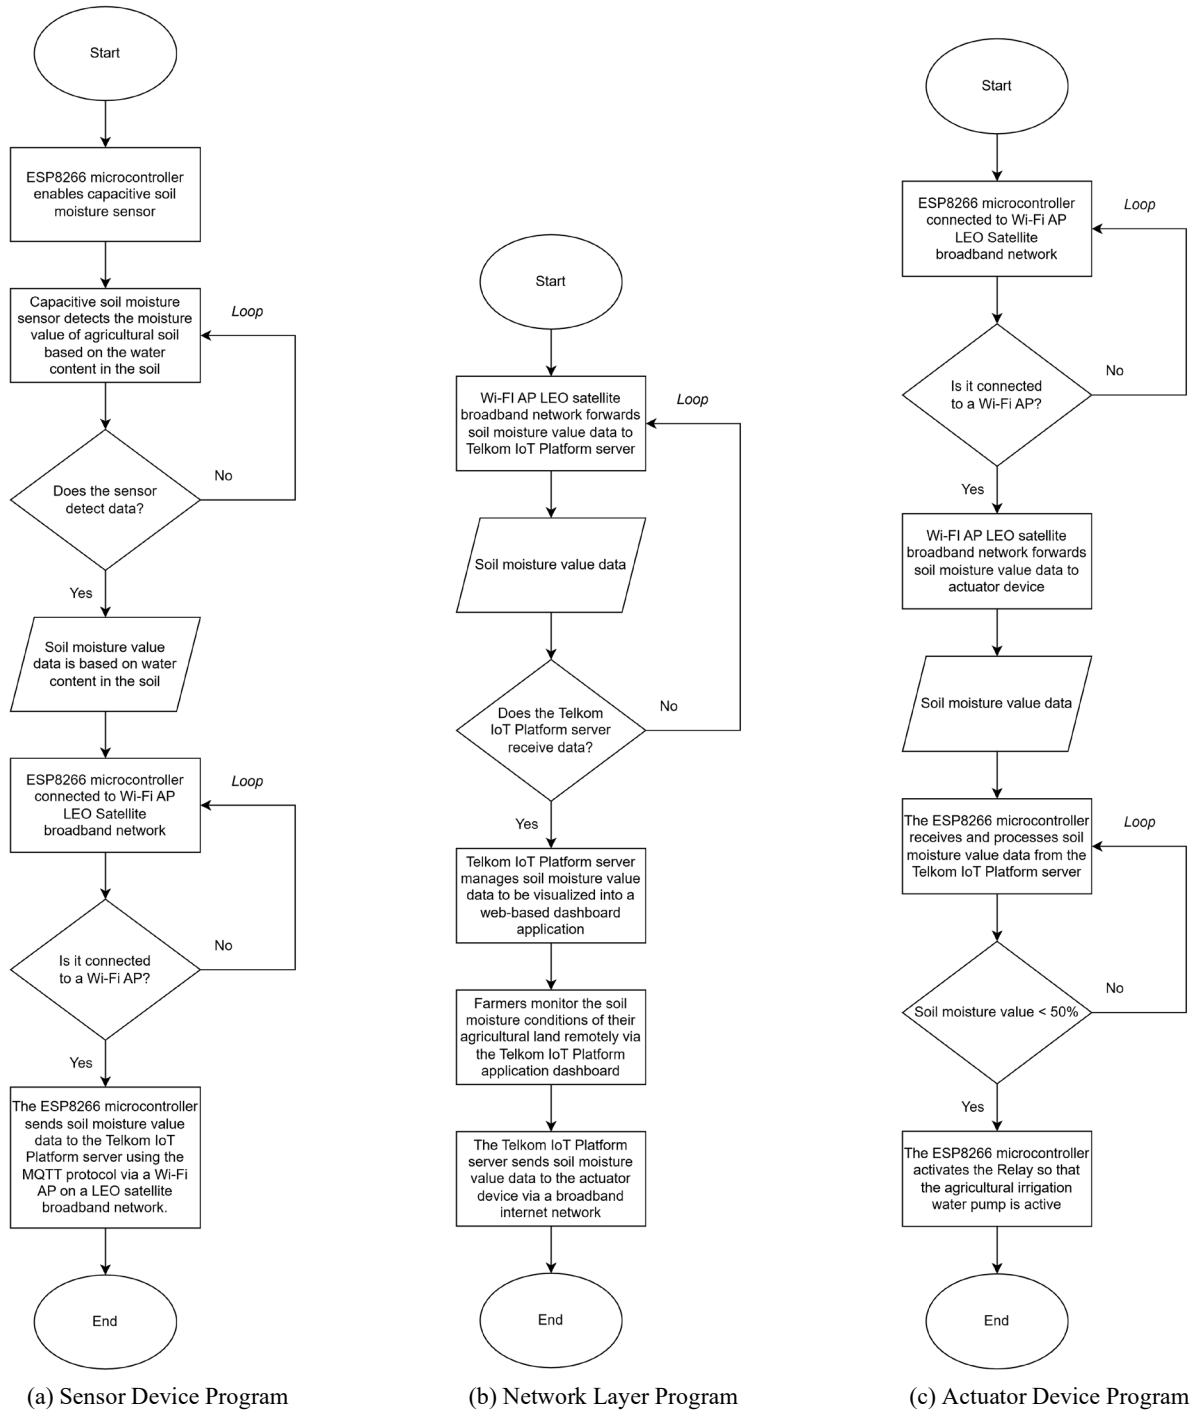 Start
ESP8266 microcontroller
enables capacitive soil
moisture sensor
Capacitive soil moisture
sensor detects the moisture
value of agricultural soil
based on the water
content in the soil
Loop
Does the sensor
detect data?
No
Yes
Soil moisture value
data is based on water
content in the soil
ESP8266 microcontroller
connected to Wi-Fi AP
LEO Satellite
broadband network
Loop
Is it connected
to a Wi-Fi AP?
No
Yes
The ESP8266 microcontroller
sends soil moisture value
data to the Telkom IoT
Platform server using the
MQTT protocol via a Wi-Fi
AP on a LEO satellite
broadband network.
End
(a) Sensor Device Program
Start
Wi-FI AP LEO satellite
broadband network forwards
soil moisture value data to
Telkom IoT Platform server
Loop
Soil moisture value data
Does the Telkom
IoT Platform server
receive data?
No
Yes
Telkom IoT Platform server
manages soil moisture value
data to be visualized into a
web-based dashboard
application
Farmers monitor the soil
moisture conditions of their
agricultural land remotely via
the Telkom IoT Platform
application dashboard
The Telkom IoT Platform
server sends soil moisture
value data to the actuator
device via a broadband
internet network
End
(b) Network Layer Program
Start
ESP8266 microcontroller
connected to Wi-Fi AP
LEO Satellite
broadband network
Loop
Is it connected
to a Wi-Fi AP?
No
Yes
Wi-FI AP LEO satellite
broadband network forwards
soil moisture value data to
actuator device
Soil moisture value data
The ESP8266 microcontroller
receives and processes soil
moisture value data from the
Telkom IoT Platform server
Loop
Soil moisture value < 50%
No
Yes
The ESP8266 microcontroller
activates the Relay so that
the agricultural irrigation
water pump is active
End
(c) Actuator Device Program